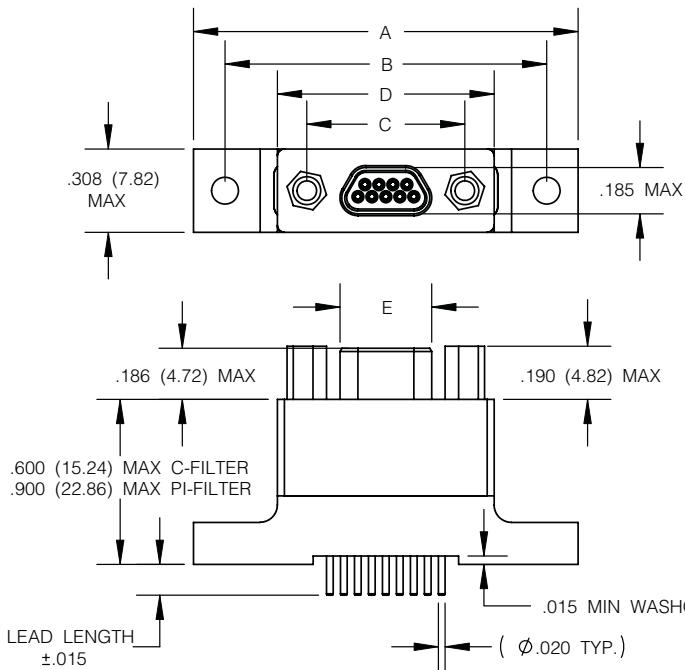 A
B
D
C
.308 (7.82)
MAX
.185 MAX
E
.186 (4.72) MAX
.190 (4.82) MAX
.600 (15.24) MAX C-FILTER
.900 (22.86) MAX PI-FILTER
.015 MIN
LEAD LENGTH
±.015
( Ø.020 TYP.)